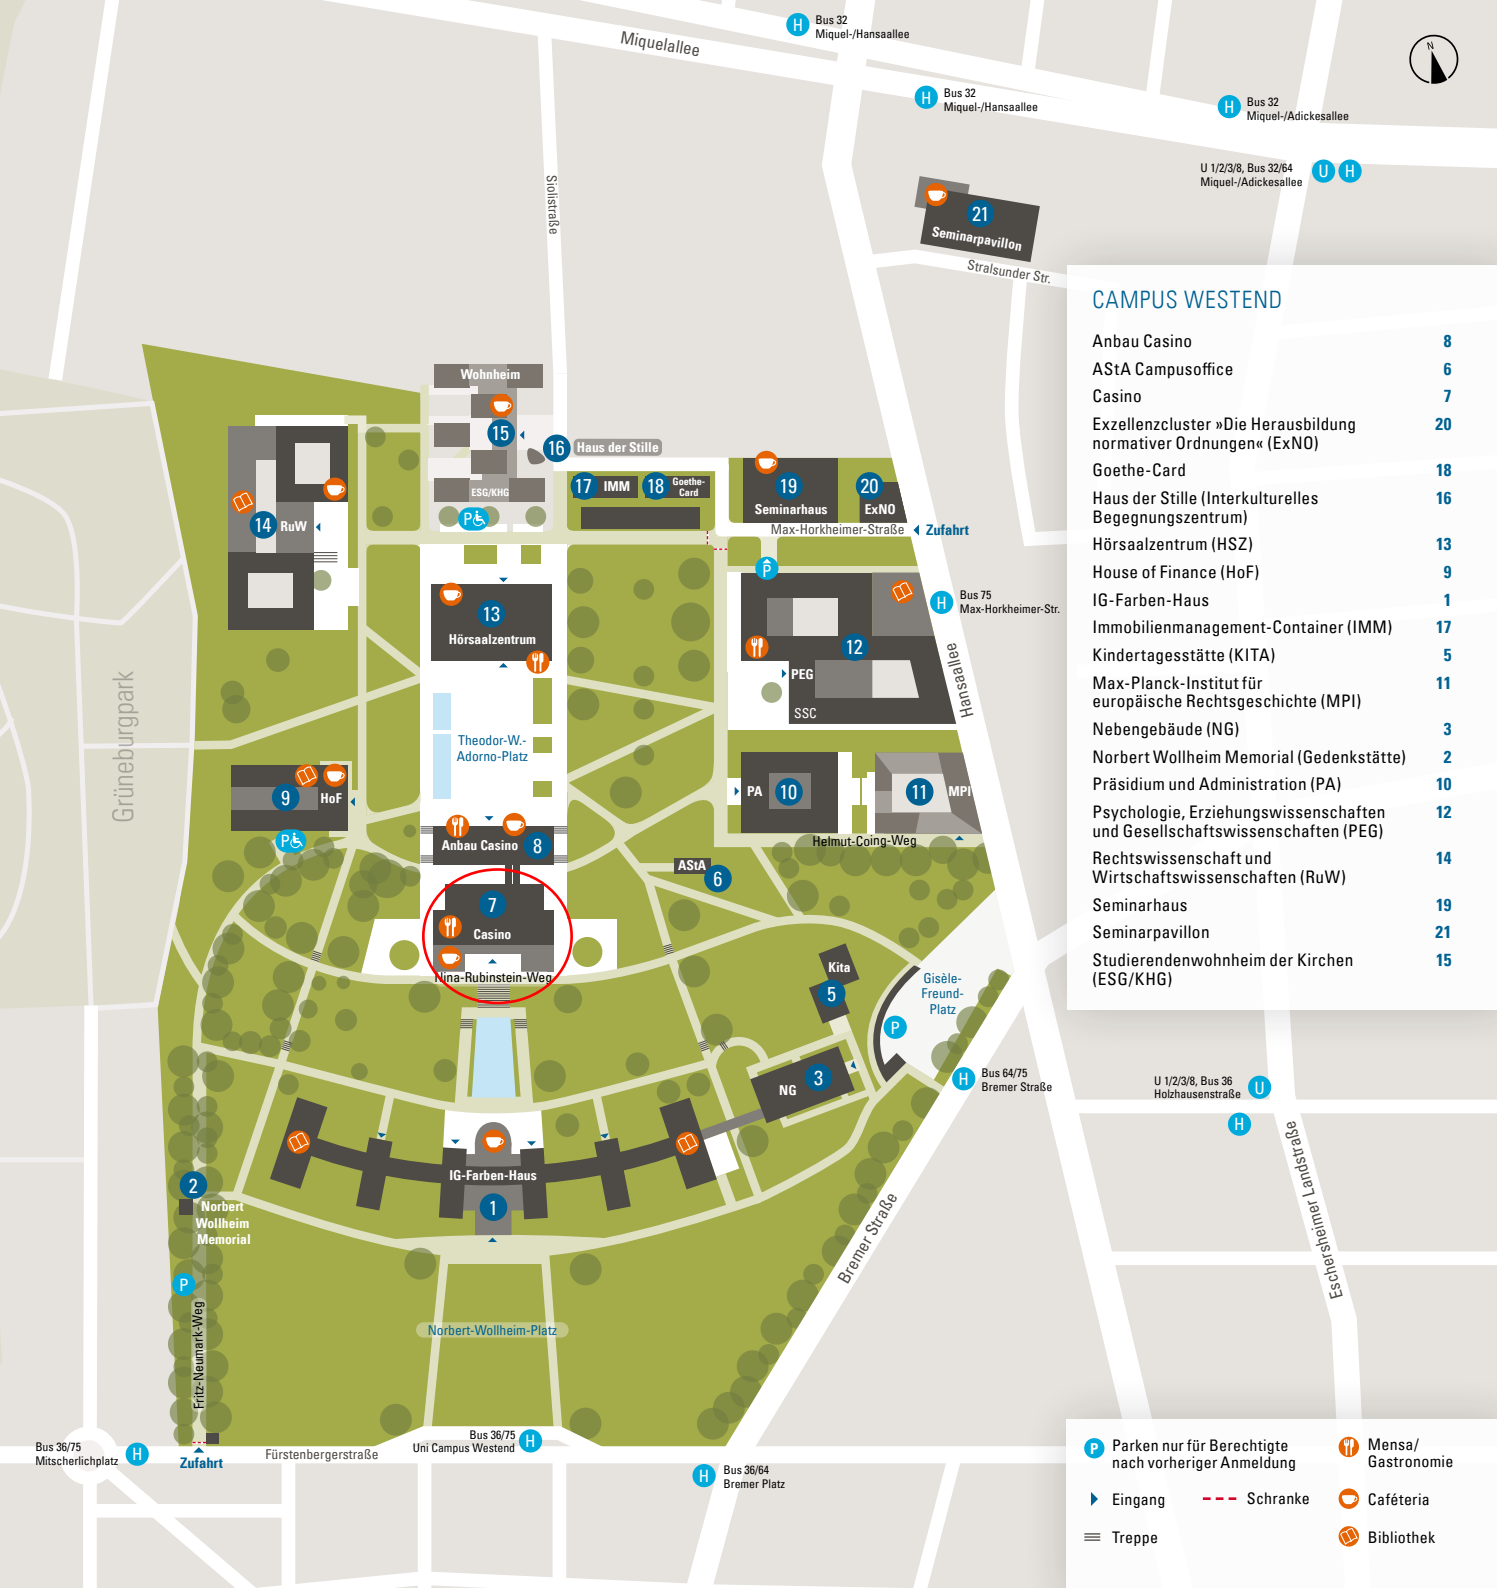 Bus 32
Miquel-/Hansaallee
Miquelallee
N
Bus 32
Miquel-/Hansaallee
Bus 32
Miquel-/Adickesallee
U 1/2/3/8, Bus 32/64
Miquel-/Adickesallee
H
H
H
U
H
Siolistraße
21
Seminarpavillon
Stralsunder Str.
CAMPUS WESTEND
Anbau Casino 8
AStA Campusoffice 6
Casino 7
Exzellenzcluster »Die Herausbildung 20
normativer Ordnungen« (ExNO)
Goethe-Card 18
Haus der Stille (Interkulturelles 16
Begegnungszentrum)
Hörsaalzentrum (HSZ) 13
House of Finance (HoF) 9
IG-Farben-Haus 1
Immobilienmanagement-Container (IMM) 17
Kindertagesstätte (KITA) 5
Max-Planck-Institut für 11
europäische Rechtsgeschichte (MPI)
Nebengebäude (NG) 3
Norbert Wollheim Memorial (Gedenkstätte) 2
Präsidium und Administration (PA) 10
Psychologie, Erziehungswissenschaften 12
und Gesellschaftswissenschaften (PEG)
Rechtswissenschaft und 14
Wirtschaftswissenschaften (RuW)
Seminarhaus 19
Seminarpavillon 21
Studierendenwohnheim der Kirchen 15
(ESG/KHG)
Wohnheim
15
16 Haus der Stille
ESG/KHG
17 IMM
18 Goethe-
Card
19
Seminarhaus
20
ExNO
Max-Horkheimer-Straße
Zufahrt
14 RuW
P
P
13
Hörsaalzentrum
H
Bus 75
Max-Horkheimer-Str.
12
PEG
SSC
Hansaallee
Grüneburgpark
Theodor-W.-
Adorno-Platz
9 HoF
P
PA 10
11 MPI
Helmut-Coing-Weg
Anbau Casino 8
AStA
6
7
Casino
Nina-Rubinstein-Weg
Kita
5
Gisèle-
Freund-
Platz
P
3
NG
H
Bus 64/75
Bremer Straße
U 1/2/3/8, Bus 36
Holzhausenstraße
U
H
IG-Farben-Haus
1
2
Norbert
Wollheim
Memorial
P
Fritz-Neumark-Weg
Bremer Straße
Eschersheimer Landstraße
Norbert-Wollheim-Platz
Bus 36/75
Mitscherlichplatz
H
Zufahrt
Fürstenbergerstraße
Bus 36/75
Uni Campus Westend
H
H
Bus 36/64
Bremer Platz
P Parken nur für Berechtigte
nach vorheriger Anmeldung
Eingang
Schranke
Treppe
Mensa/
Gastronomie
Caféteria
Bibliothek